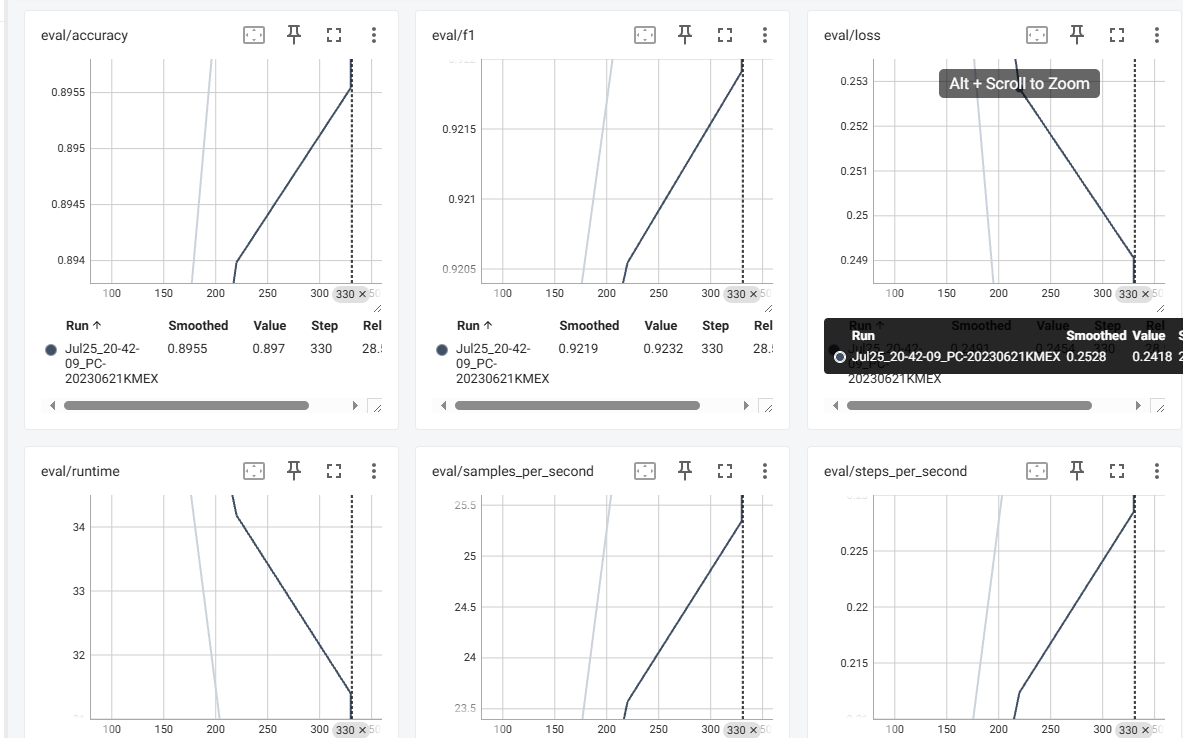 eval/accuracy
0.8955
0.895
0.8945
0.894
100 150 200 250 300 330 ×
Run ↑ Smoothed Value Step Rel
Jul25_20-42-
09_PC-
20230621KMEX 0.8955 0.897 330 28.
eval/f1
0.9215
0.921
0.9205
100 150 200 250 300 330 ×
Run ↑ Smoothed Value Step Rel
Jul25_20-42-
09_PC-
20230621KMEX 0.9219 0.9232 330 28.
eval/loss
Alt + Scroll to Zoom
0.253
0.252
0.251
0.25
0.249
100 150 200 250 300 330 ×
Run Smoothed Value S
Jul25_20-42-09_PC-20230621KMEX 0.2528 0.2418 2
20230621KMEX
eval/runtime
34
33
32
100 150 200 250 300 330 ×
eval/samples_per_second
25.5
25
24.5
24
23.5
100 150 200 250 300 330 ×
eval/steps_per_second
0.225
0.22
0.215
100 150 200 250 300 330 ×